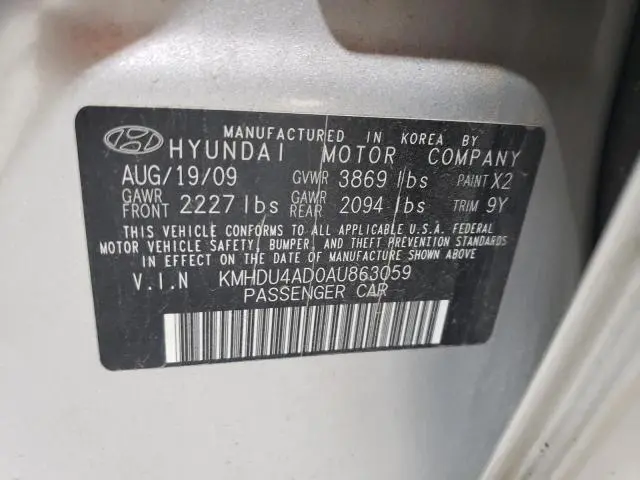 MANUFACTURED IN KOREA BY
HYUNDAI MOTOR COMPANY
AUG/19/09 GVWR 3869 lbs PAINT X2
GAWR FRONT 2227 lbs GAWR REAR 2094 lbs TRIM 9Y
THIS VEHICLE CONFORMS TO ALL APPLICABLE U.S.A. FEDERAL
MOTOR VEHICLE SAFETY, BUMPER, AND THEFT PREVENTION STANDARDS
IN EFFECT ON THE DATE OF MANUFACTURE SHOWN ABOVE
V.I.N KMHDU4AD0AU863059
PASSENGER CAR